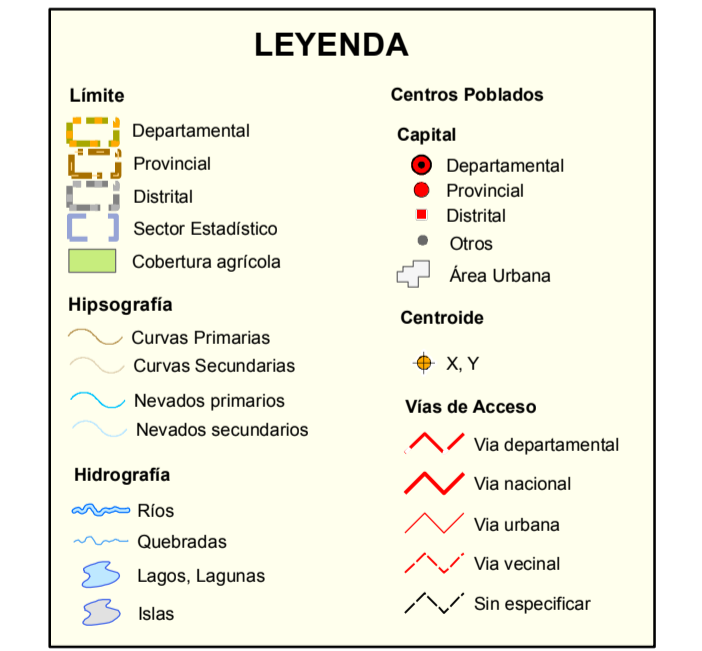 LEYENDA
Límite
Departamental
Provincial
Distrital
Sector Estadístico
Cobertura agrícola
Hipsografía
Curvas Primarias
Curvas Secundarias
Nevados primarios
Nevados secundarios
Hidrografía
Ríos
Quebradas
Lagos, Lagunas
Islas
Centros Poblados
Capital
Departamental
Provincial
Distrital
Otros
Área Urbana
Centroide
X, Y
Vías de Acceso
Via departamental
Via nacional
Via urbana
Via vecinal
Sin especificar